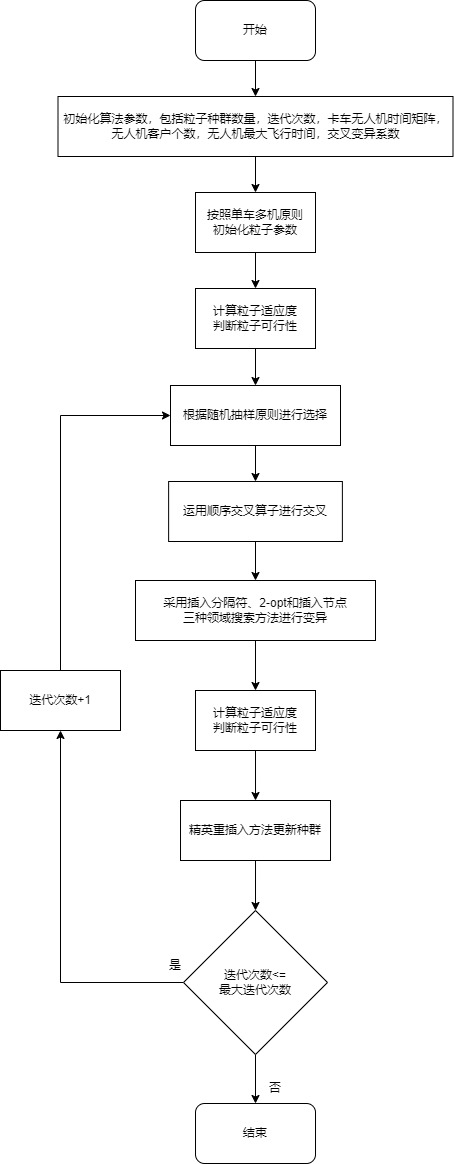 开始
初始化算法参数，包括粒子种群数量，迭代次数，卡车无人机时间矩阵，
无人机客户个数，无人机最大飞行时间，交叉变异系数
按照单车多机原则
初始化粒子参数
计算粒子适应度
判断粒子可行性
根据随机抽样原则进行选择
运用顺序交叉算子进行交叉
采用插入分隔符、2-opt和插入节点
三种领域搜索方法进行变异
迭代次数+1
计算粒子适应度
判断粒子可行性
精英重插入方法更新种群
是
迭代次数<=
最大迭代次数
否
结束